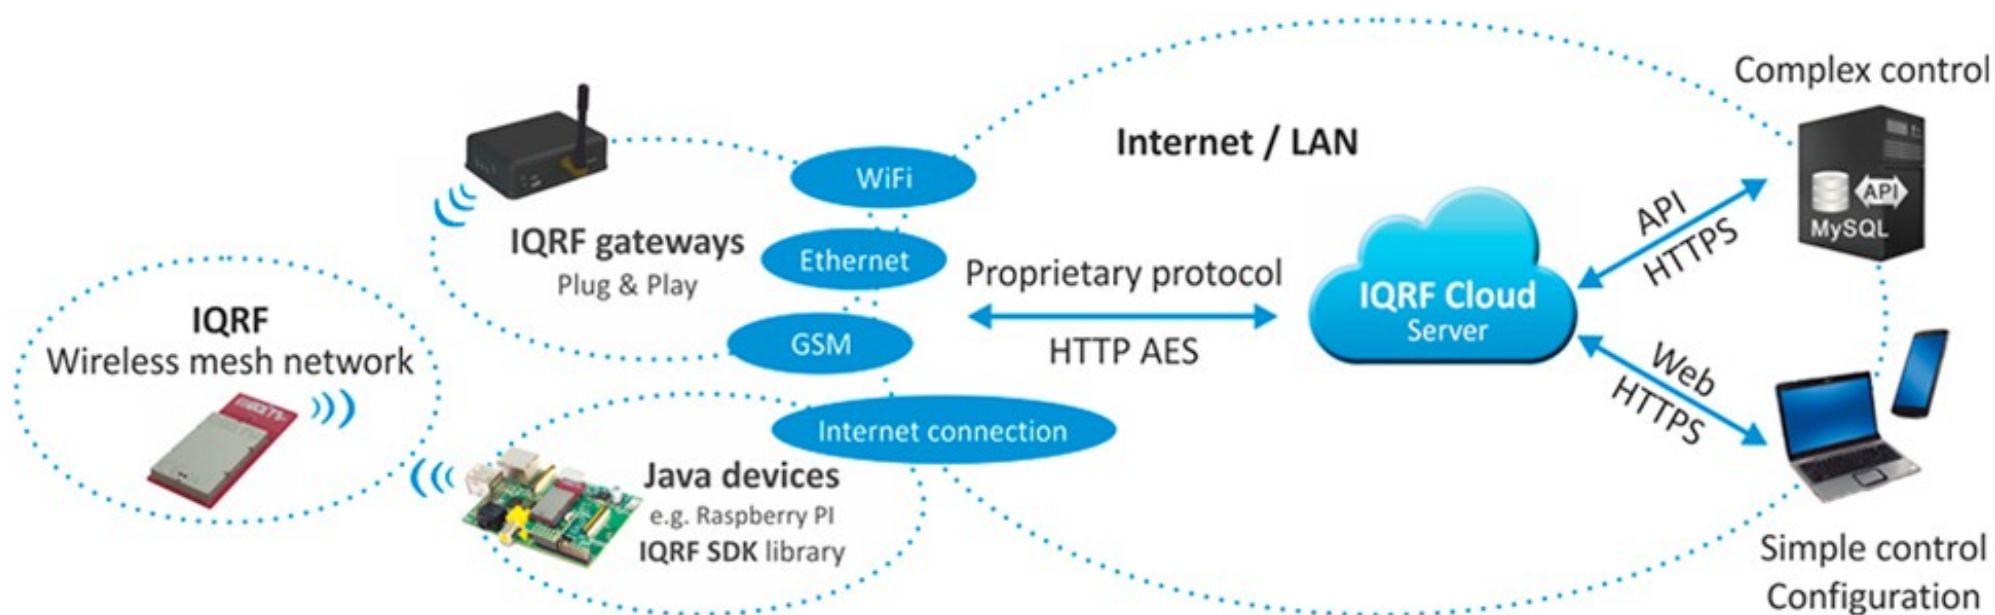 IQRF
Wireless mesh network
IQRF gateways
Plug & Play
Java devices
e.g. Raspberry PI
IQRF SDK library
WiFi
Ethernet
GSM
Internet connection
Internet / LAN
Proprietary protocol
HTTP AES
IQRF Cloud
Server
API
HTTPS
Web
HTTPS
Complex control
API
MySQL
Simple control
Configuration